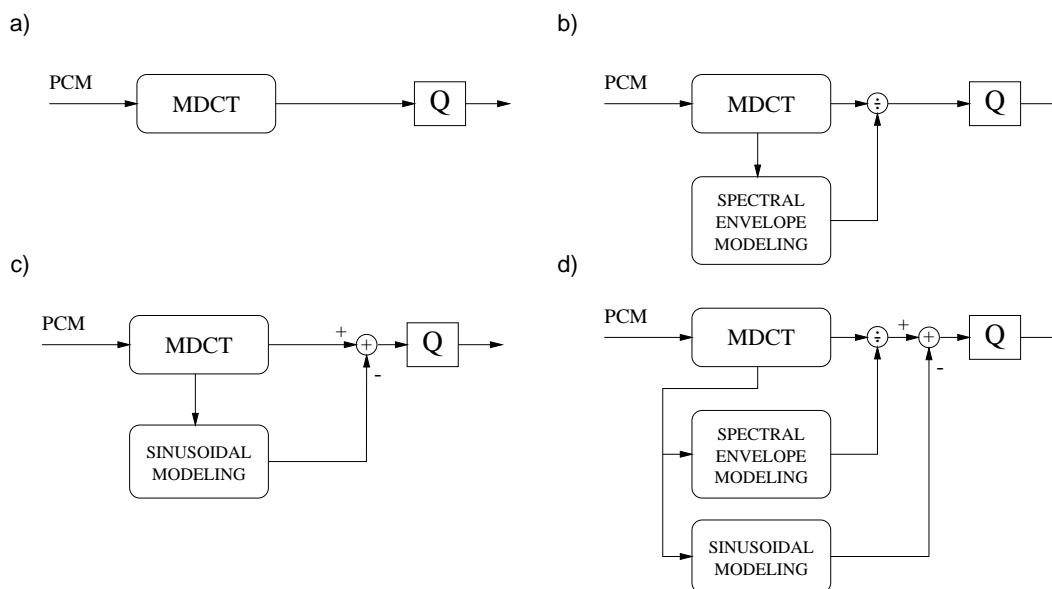 a)
PCM
MDCT
Q
b)
PCM
MDCT
÷
Q
SPECTRAL
ENVELOPE
MODELING
c)
PCM
MDCT
+
+
-
Q
SINUSOIDAL
MODELING
d)
PCM
MDCT
÷
+
+
-
Q
SPECTRAL
ENVELOPE
MODELING
SINUSOIDAL
MODELING